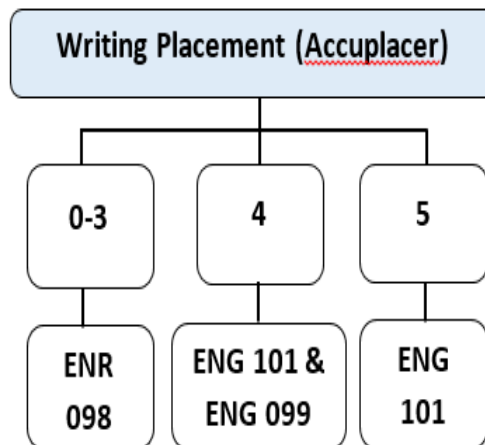 Writing Placement (Accuplacer)
0-3
4
5
ENR
098
ENG 101 &
ENG 099
ENG
101